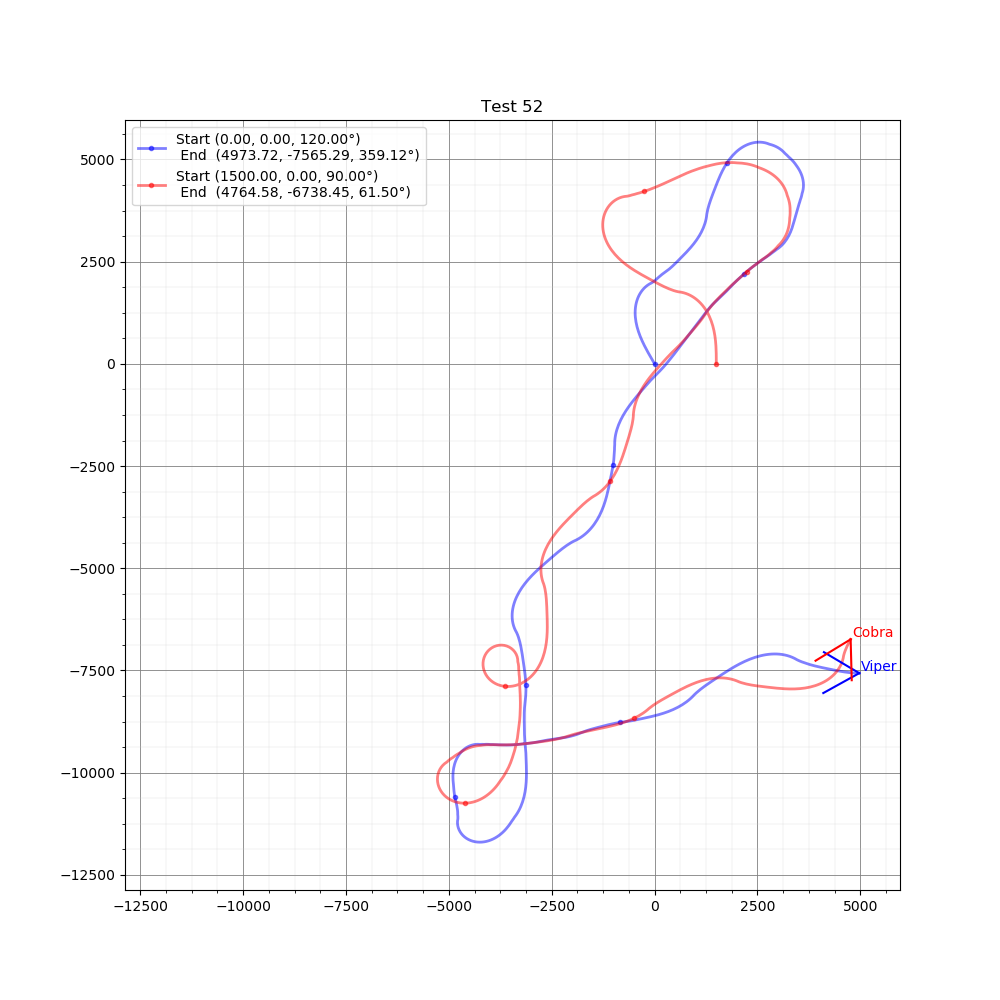 Test 52
Start (0.00, 0.00, 120.00°)
End  (4973.72, -7565.29, 359.12°)
Start (1500.00, 0.00, 90.00°)
End  (4764.58, -6738.45, 61.50°)
5000
2500
0
−2500
−5000
−7500
−10000
−12500
Cobra
Viper
−12500 −10000 −7500 −5000 −2500 0 2500 5000